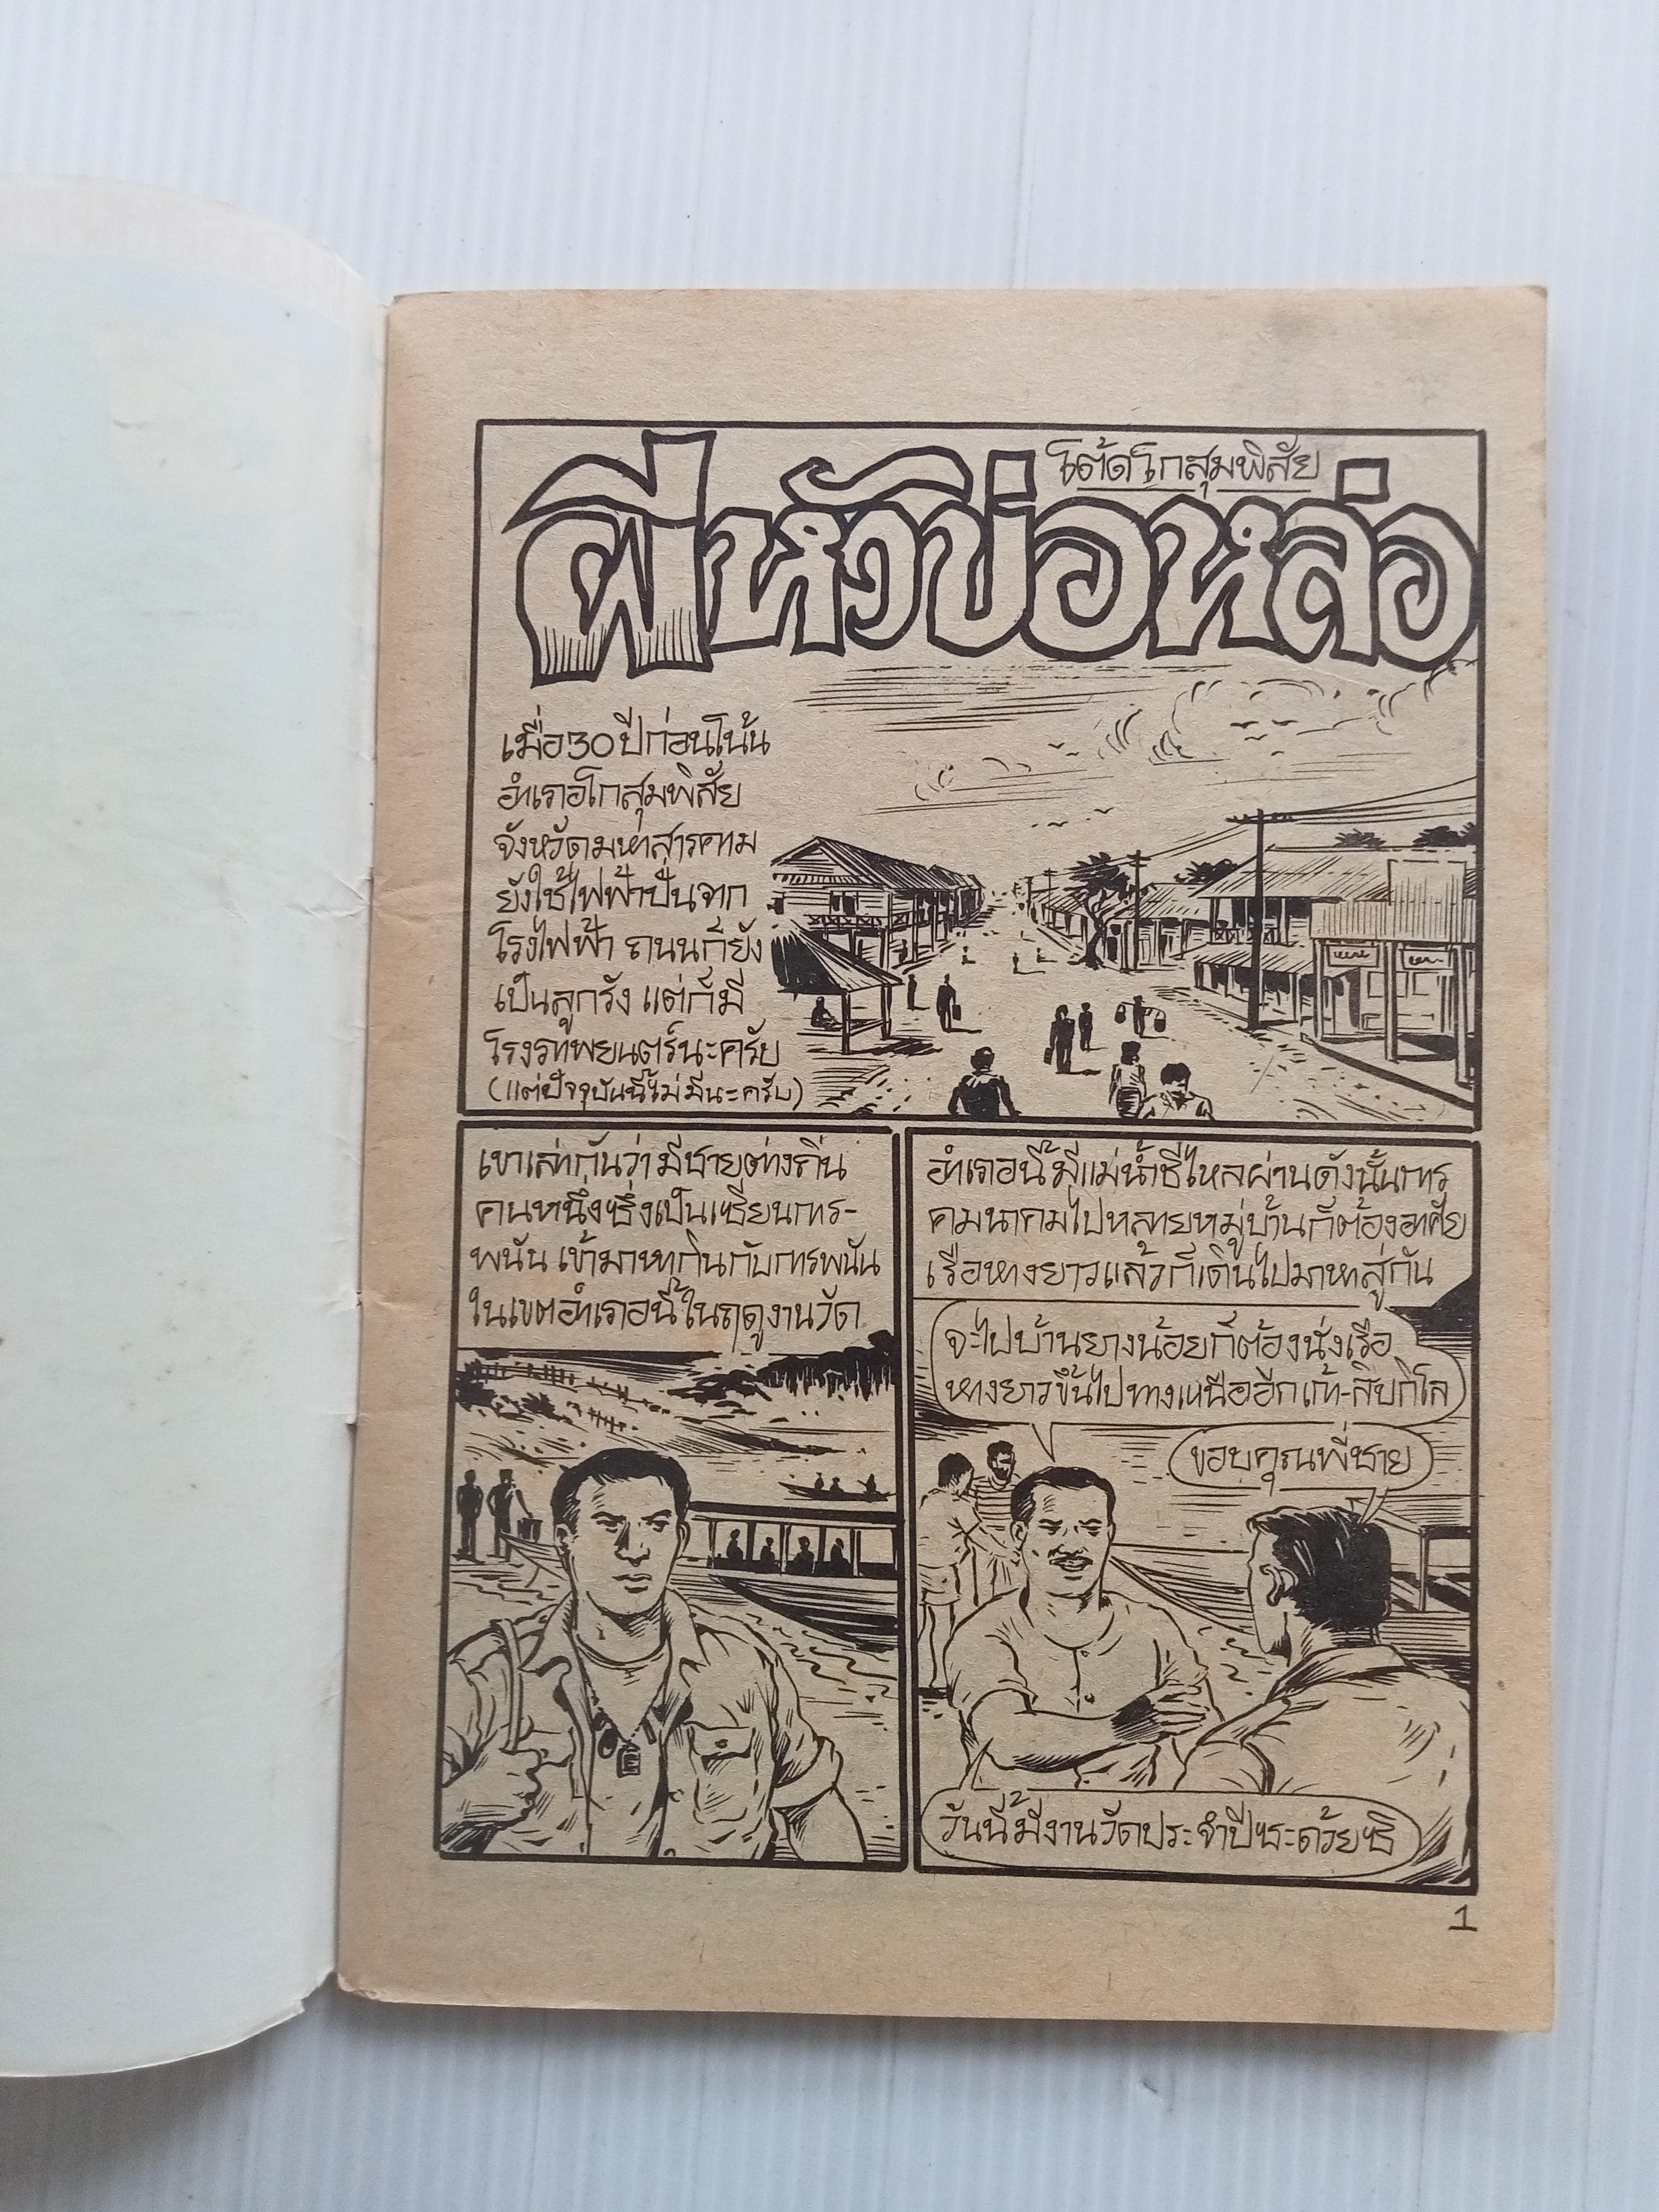 โต้ด โกสุมพิสัย
ผีหัวบ่อหล่อ
เมื่อ 30 ปีก่อนโน้น
อำเภอโกสุมพิสัย
จังหวัดมหาสารคาม
ยังใช้ไฟฟ้าปั่นจาก
โรงไฟฟ้า ถนนก็ยัง
เป็นลูกรัง แต่ก็มี
โรงภาพยนตร์นะครับ
(แต่ปัจจุบันนี้ไม่มีนะครับ)
เขาเล่ากันว่ามีชายต่างถิ่น
คนหนึ่งซึ่งเป็นเซียนการ-
พนัน เข้ามาหากินกับการพนัน
ในเขตอำเภอนี้ในฤดูงานวัด
อำเภอนี้มีแม่น้ำชีไหลผ่านดังนั้นการ
คมนาคมไปหลายหมู่บ้านก็ต้องอาศัย
เรือหางยาวแล้วก็เดินไปมาหาสู่กัน
จะไปบ้านยางน้อยก็ต้องนั่งเรือ
หางยาวขึ้นไปทางเหนืออีกเก้า-สิบกิโล
ขอบคุณพี่ชาย
วันนี้มีงานวัดประจำปีซะด้วยซิ
1